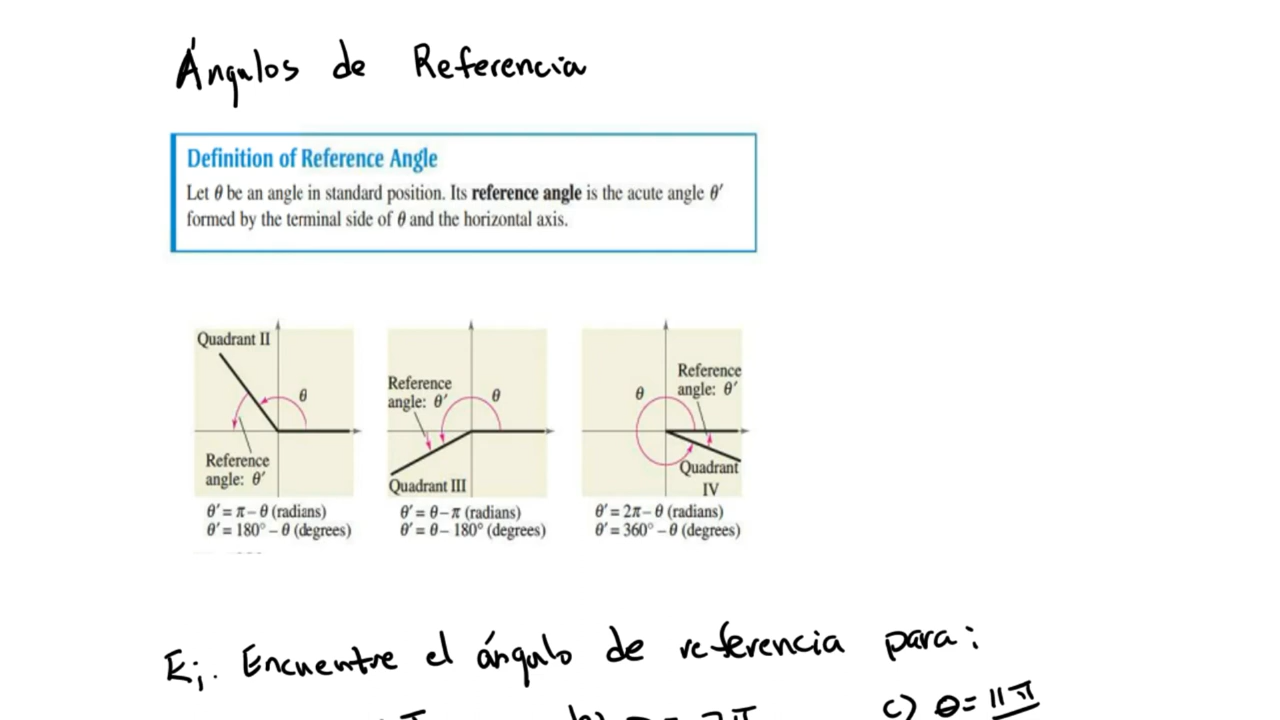 Ángulos de Referencia
Definition of Reference Angle
Let θ be an angle in standard position. Its reference angle is the acute angle θ′
formed by the terminal side of θ and the horizontal axis.
Quadrant II
θ
Reference
angle: θ′
θ′ = π − θ (radians)
θ′ = 180° − θ (degrees)
Reference
angle: θ′
θ
Quadrant III
θ′ = θ − π (radians)
θ′ = θ − 180° (degrees)
θ
Reference
angle: θ′
Quadrant
IV
θ′ = 2π − θ (radians)
θ′ = 360° − θ (degrees)
Ej. Encuentre el ángulo de referencia para:
c) θ = 11π